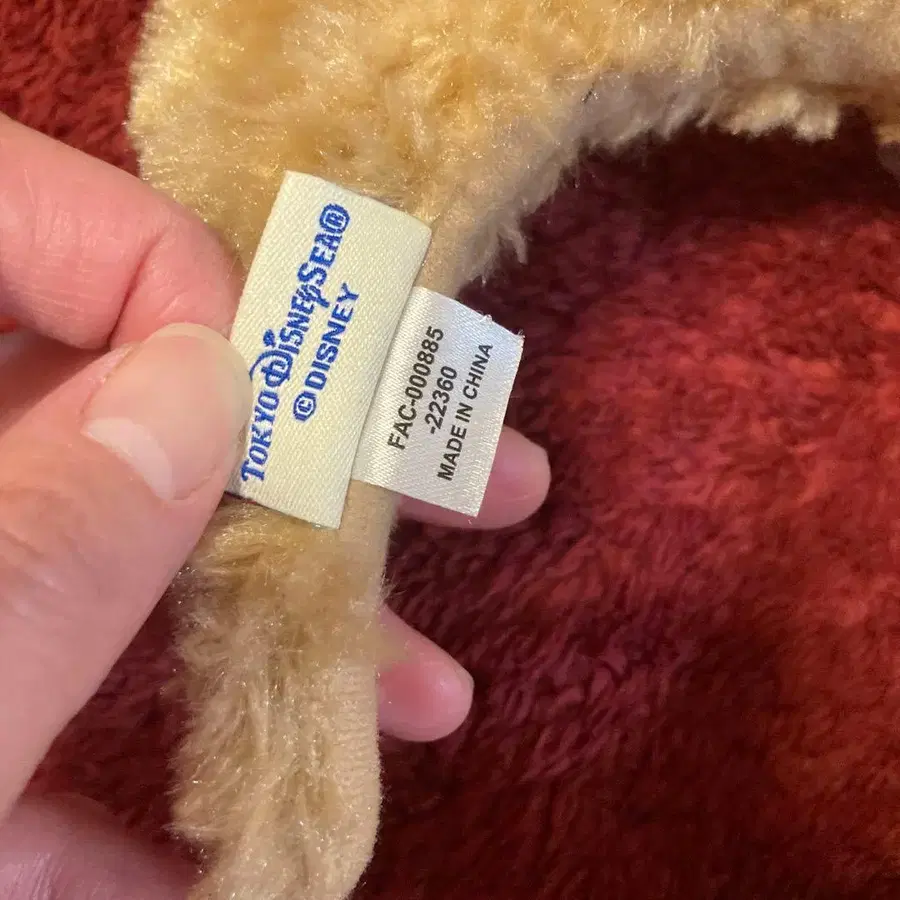 TOKYO DISNEYSEA®
© DISNEY
FAC-000885
-22360
MADE IN CHINA